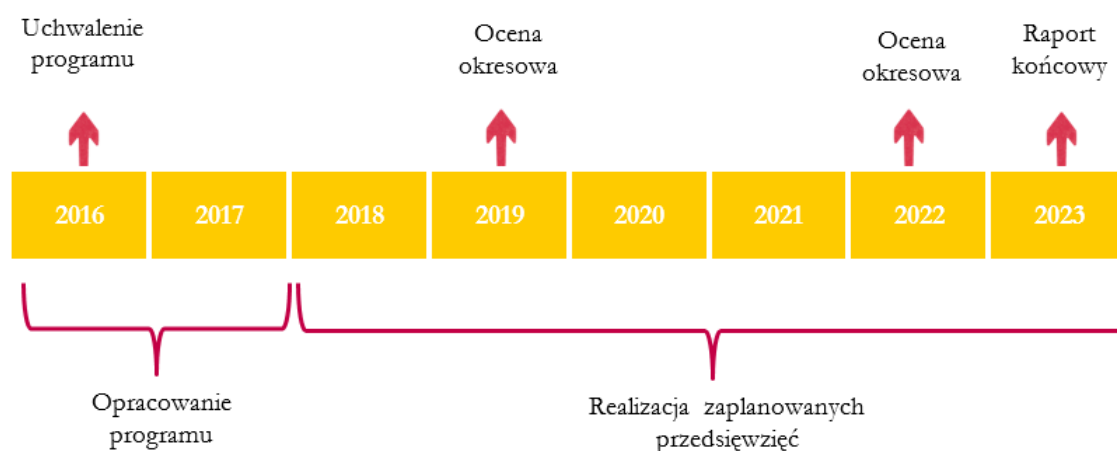 Uchwalenie
programu
Ocena
okresowa
Ocena
okresowa
Raport
końcowy
2016
2017
2018
2019
2020
2021
2022
2023
Opracowanie
programu
Realizacja zaplanowanych
przedsięwzięć